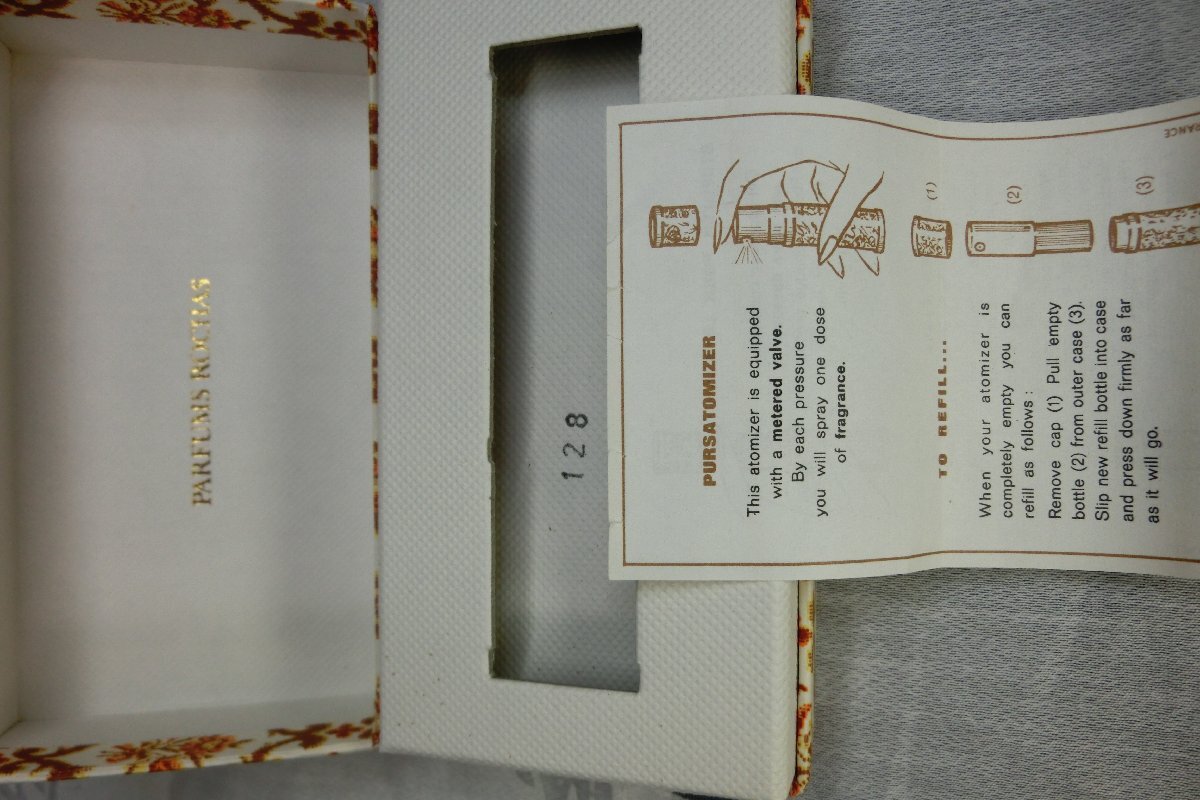 PARFUMS ROCHAS
128
PURSATOMIZER
This atomizer is equipped
with a metered valve.
By each pressure
you will spray one dose
of fragrance.
(1)
(2)
(3)
TO REFILL...
When your atomizer is
completely empty you can
refill as follows :
Remove cap (1) Pull empty
bottle (2) from outer case (3).
Slip new refill bottle into case
and press down firmly as far
as it will go.